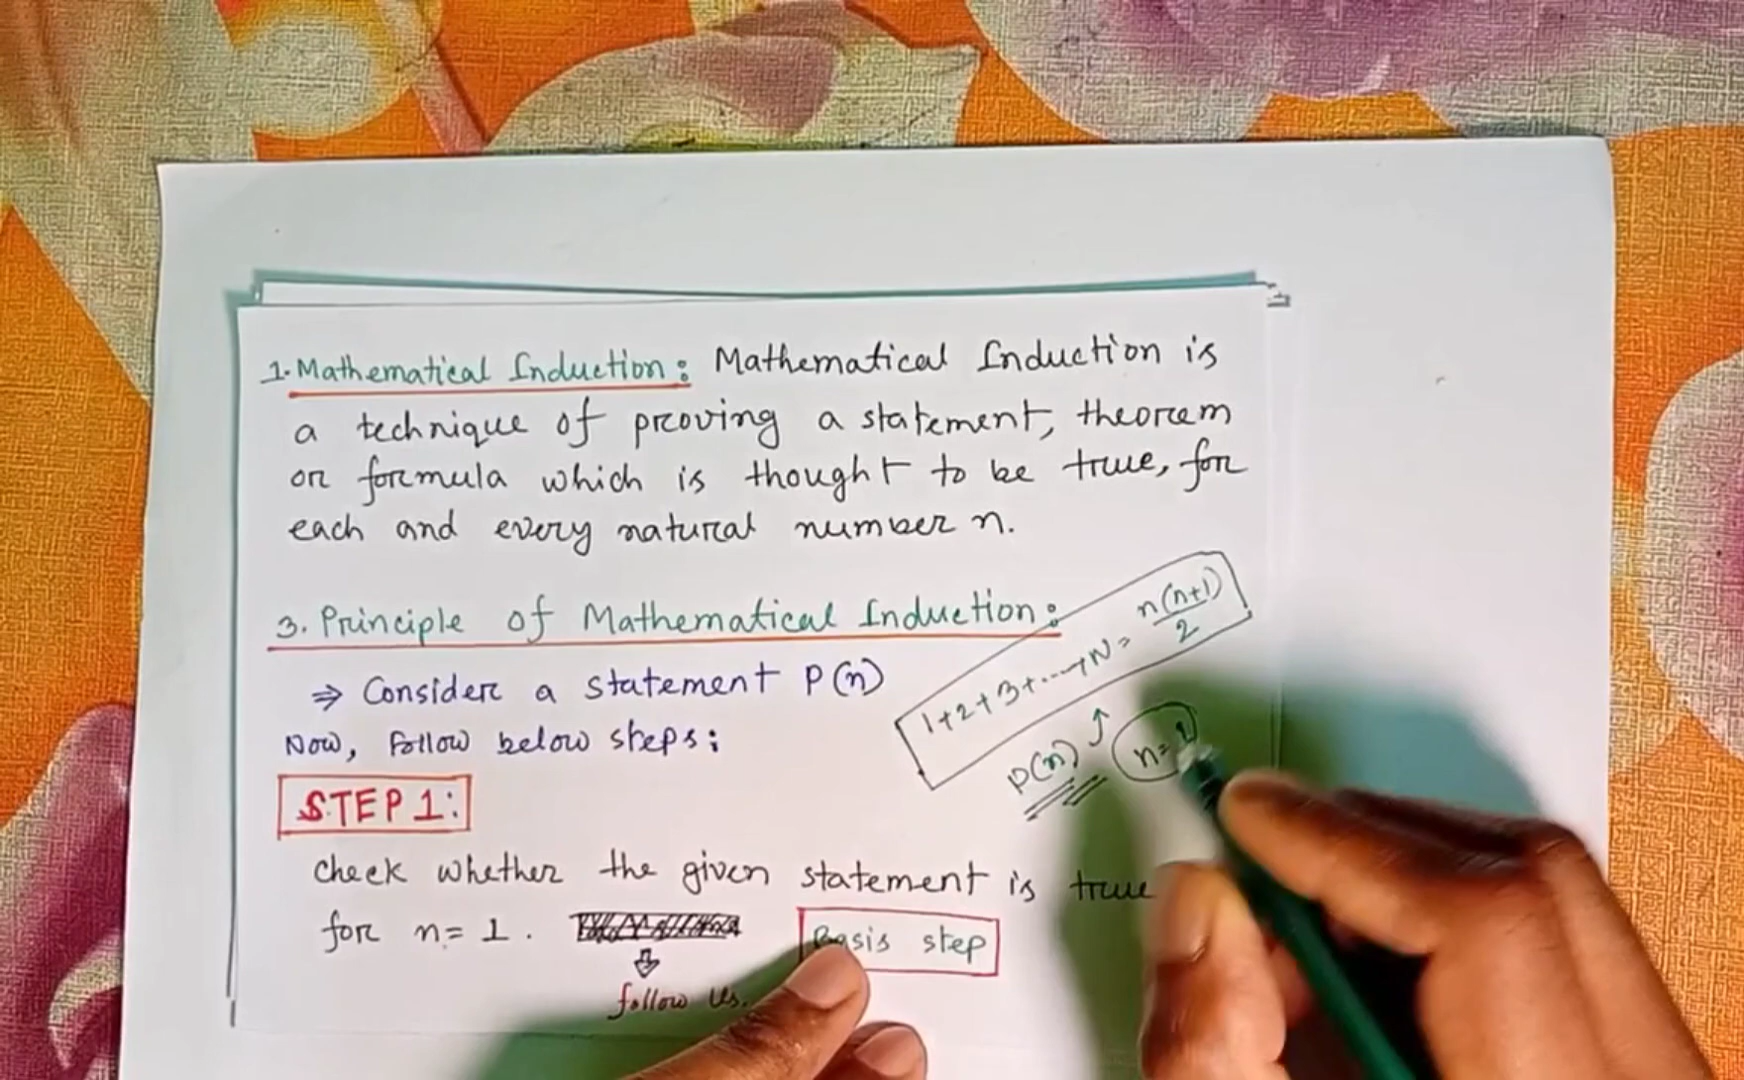 1. Mathematical Induction: Mathematical Induction is
a technique of proving a statement, theorem
or formula which is thought to be true, for
each and every natural number n.
3. Principle of Mathematical Induction:
1+2+3+....+N= n(n+1)/2
⇒ Consider a statement P(n)
P(n) ↑ n=1
Now, follow below steps:
STEP1:
Check whether the given statement is true
for n= 1. Basis step
follow Us.